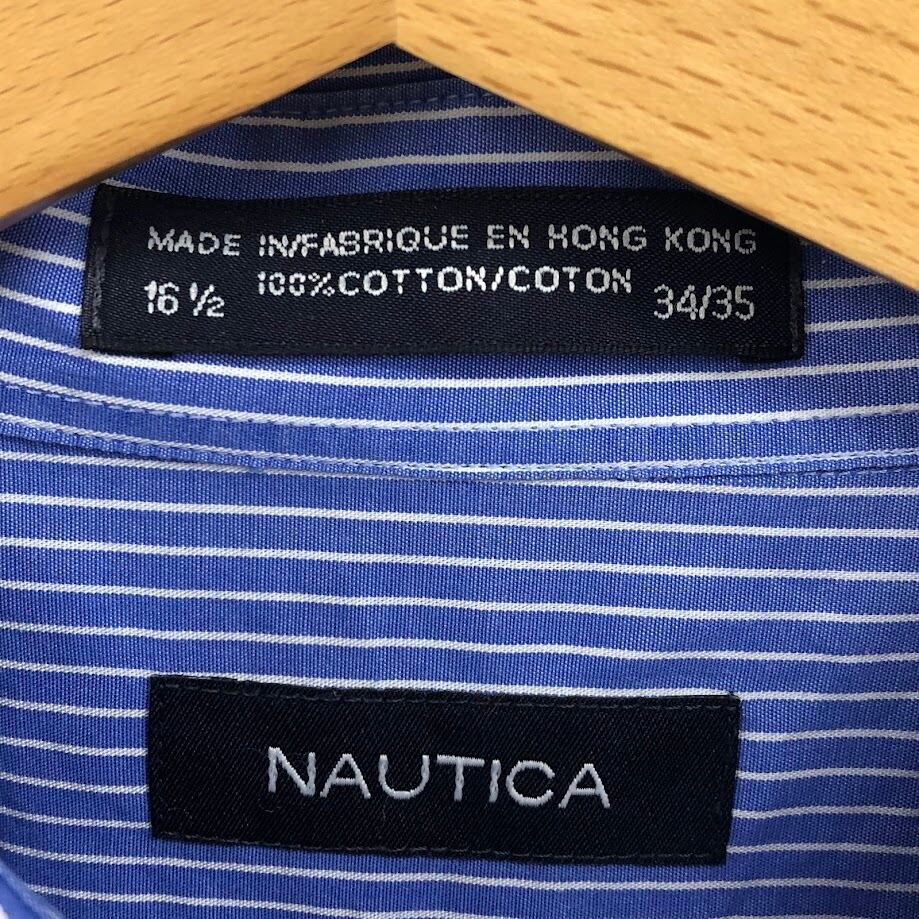 MADE IN/FABRIQUE EN HONG KONG
100%COTTON/COTON
16 ½ 34/35
NAUTICA